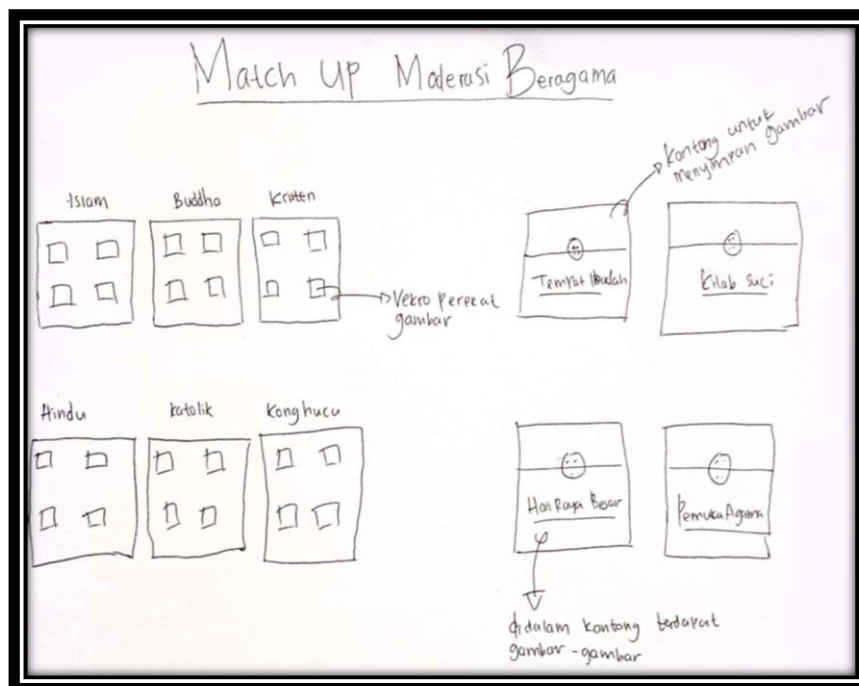 Match UP Moderasi Beragama
Kantong untuk
menyimpan gambar
Islam
Buddha
Kristen
Vekro perekat
gambar
Tempat Ibadah
Kitab Suci
Hindu
Katolik
Konghucu
Hari Raya Besar
Pemuka Agama
didalam kantong terdapat
gambar-gambar